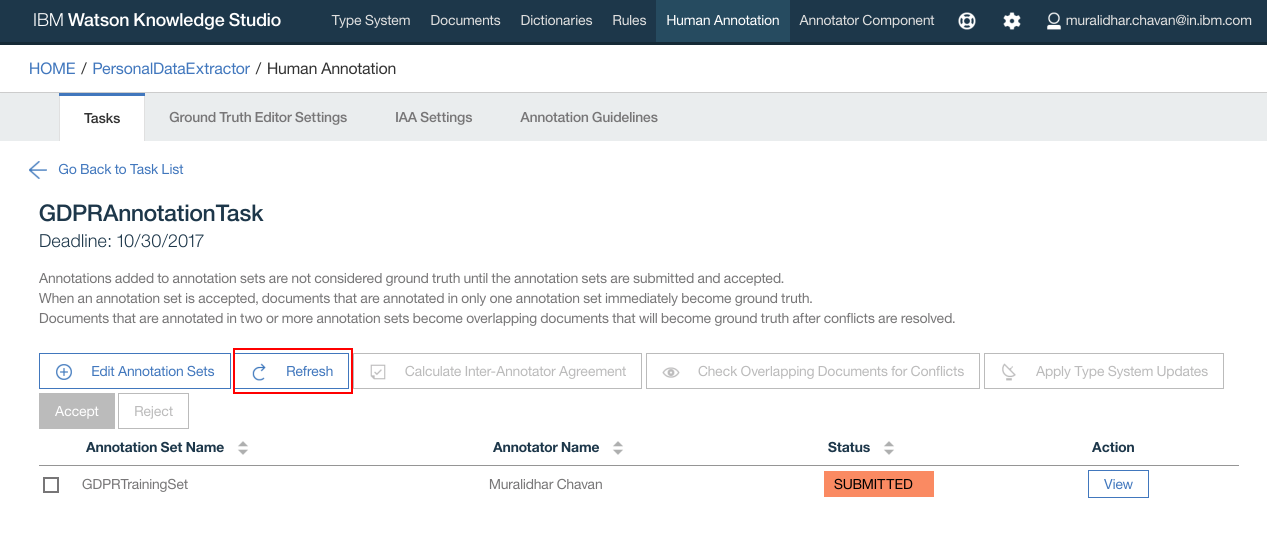 IBM Watson Knowledge Studio Type System Documents Dictionaries Rules Human Annotation Annotator Component muralidhar.chavan@in.ibm.com
HOME / PersonalDataExtractor / Human Annotation
Tasks Ground Truth Editor Settings IAA Settings Annotation Guidelines
Go Back to Task List
GDPRAnnotationTask
Deadline: 10/30/2017
Annotations added to annotation sets are not considered ground truth until the annotation sets are submitted and accepted.
When an annotation set is accepted, documents that are annotated in only one annotation set immediately become ground truth.
Documents that are annotated in two or more annotation sets become overlapping documents that will become ground truth after conflicts are resolved.
Edit Annotation Sets Refresh Calculate Inter-Annotator Agreement Check Overlapping Documents for Conflicts Apply Type System Updates
Accept Reject
Annotation Set Name Annotator Name Status Action
GDPRTrainingSet Muralidhar Chavan SUBMITTED View